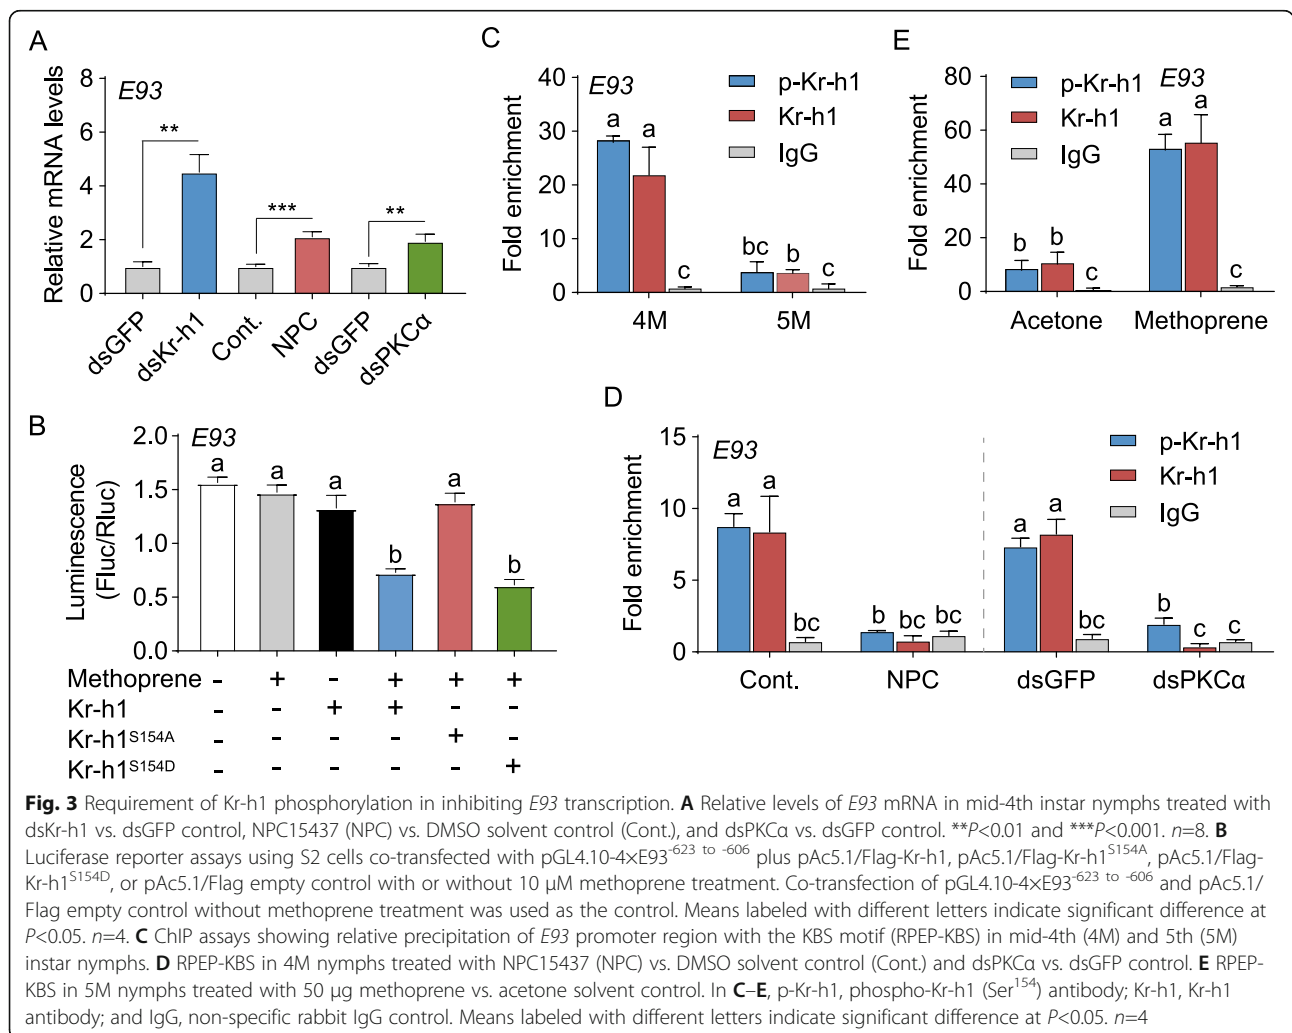 A
E93
Relative mRNA levels
8
6
4
2
0
**
***
**
dsGFP
dsKr-h1
Cont.
NPC
dsGFP
dsPKCα
C
E93
p-Kr-h1
Kr-h1
IgG
Fold enrichment
40
30
20
10
0
a a c bc b c
4M 5M
E
E93
p-Kr-h1
Kr-h1
IgG
Fold enrichment
80
60
40
20
0
b b c a a c
Acetone Methoprene
B
E93
Luminescence
(Fluc/Rluc)
2.0
1.5
1.0
0.5
0.0
a a a b a b
Methoprene - + - + + +
Kr-h1 - - + + - -
Kr-h1S154A - - - - + -
Kr-h1S154D - - - - - +
D
E93
p-Kr-h1
Kr-h1
IgG
Fold enrichment
15
10
5
0
a a bc b bc bc a a bc b c c
Cont. NPC dsGFP dsPKCα
Fig. 3 Requirement of Kr-h1 phosphorylation in inhibiting E93 transcription. A Relative levels of E93 mRNA in mid-4th instar nymphs treated with
dsKr-h1 vs. dsGFP control, NPC15437 (NPC) vs. DMSO solvent control (Cont.), and dsPKCα vs. dsGFP control. **P<0.01 and ***P<0.001. n=8. B
Luciferase reporter assays using S2 cells co-transfected with pGL4.10-4×E93-623 to -606 plus pAc5.1/Flag-Kr-h1, pAc5.1/Flag-Kr-h1S154A, pAc5.1/Flag-
Kr-h1S154D, or pAc5.1/Flag empty control with or without 10 μM methoprene treatment. Co-transfection of pGL4.10-4×E93-623 to -606 and pAc5.1/
Flag empty control without methoprene treatment was used as the control. Means labeled with different letters indicate significant difference at
P<0.05. n=4. C ChIP assays showing relative precipitation of E93 promoter region with the KBS motif (RPEP-KBS) in mid-4th (4M) and 5th (5M)
instar nymphs. D RPEP-KBS in 4M nymphs treated with NPC15437 (NPC) vs. DMSO solvent control (Cont.) and dsPKCα vs. dsGFP control. E RPEP-
KBS in 5M nymphs treated with 50 μg methoprene vs. acetone solvent control. In C–E, p-Kr-h1, phospho-Kr-h1 (Ser154) antibody; Kr-h1, Kr-h1
antibody; and IgG, non-specific rabbit IgG control. Means labeled with different letters indicate significant difference at P<0.05. n=4